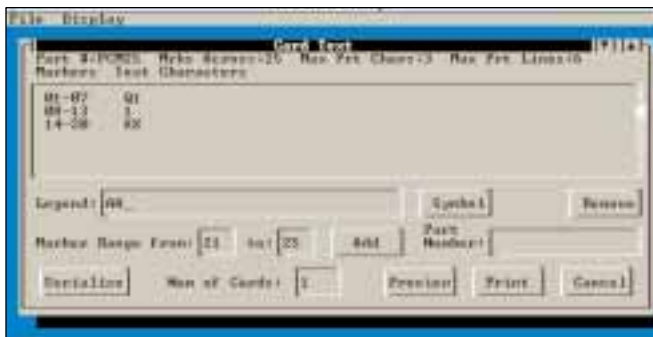 File Display
Card Text
Part #:PCM25 Mrks Across:25 Max Prt Chars:3 Max Prt Lines:6
Markers Text Characters
01-07 Q1
08-13 1
14-20
Legend: AA_
Symbol
Remove
Marker Range From: 21 to: 25 Add Part Number:
Serialize Num of Cards: 1 Preview Print Cancel